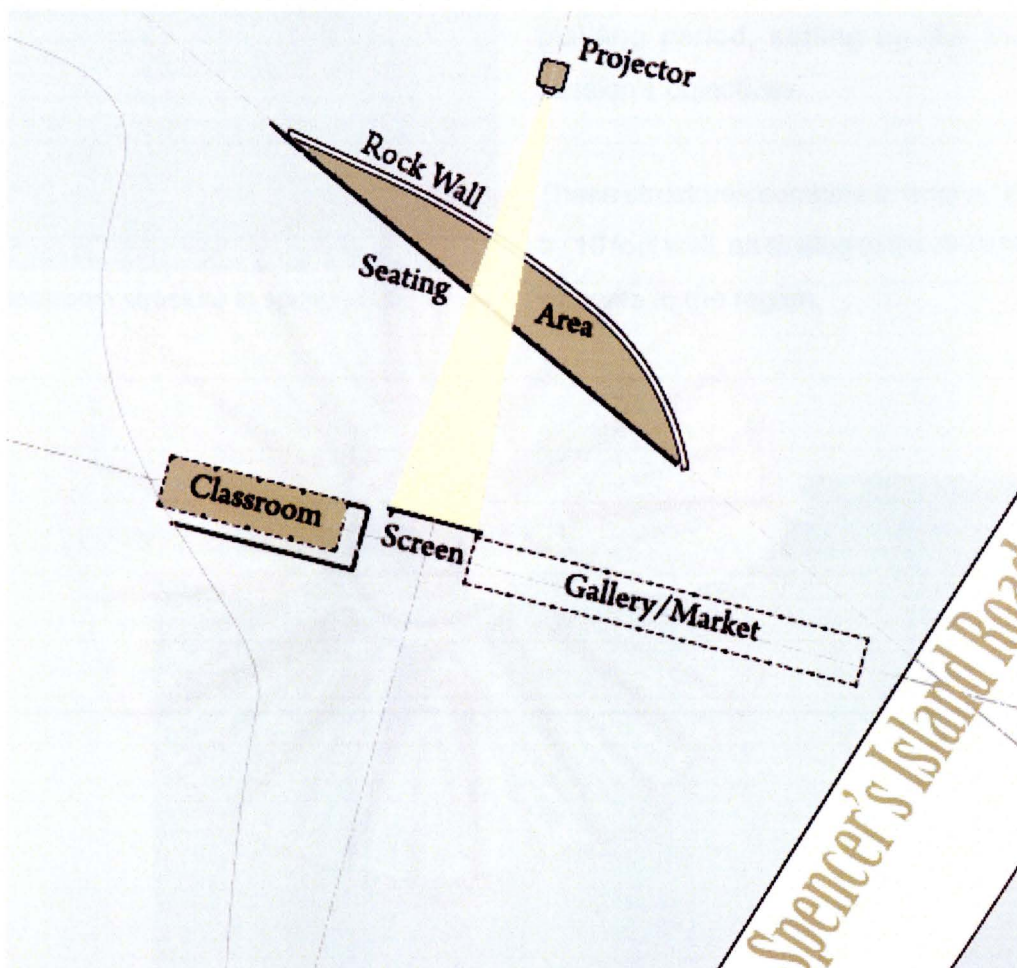 Projector
Rock Wall
Seating Area
Classroom
Screen
Gallery/Market
Spencer's Island Road